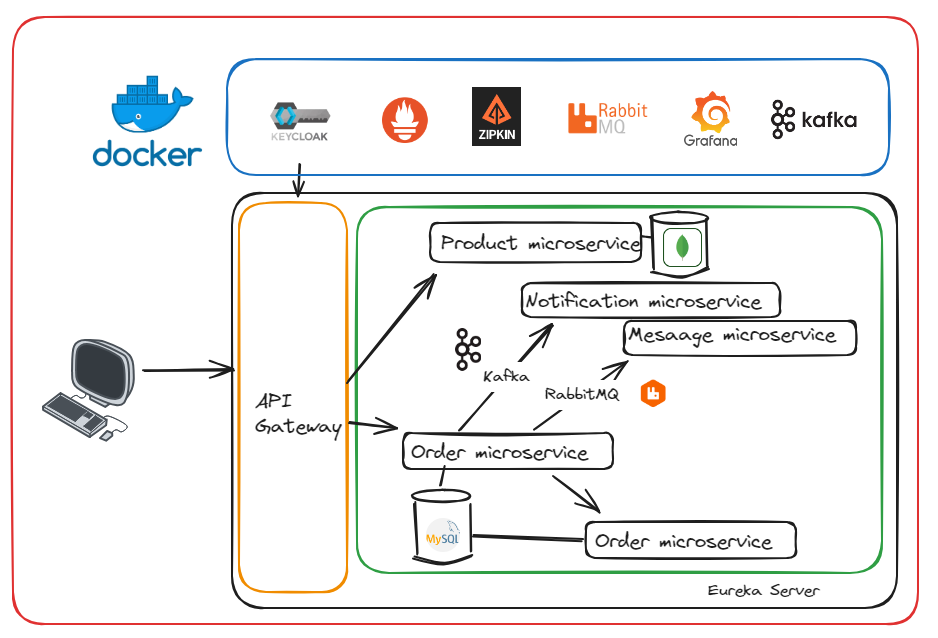 docker
KEYCLOAK
ZIPKIN
Rabbit
MQ
Grafana
kafka
Product microservice
Notification microservice
Mesaage microservice
Kafka
RabbitMQ
API
Gateway
Order microservice
MySQL
Order microservice
Eureka Server